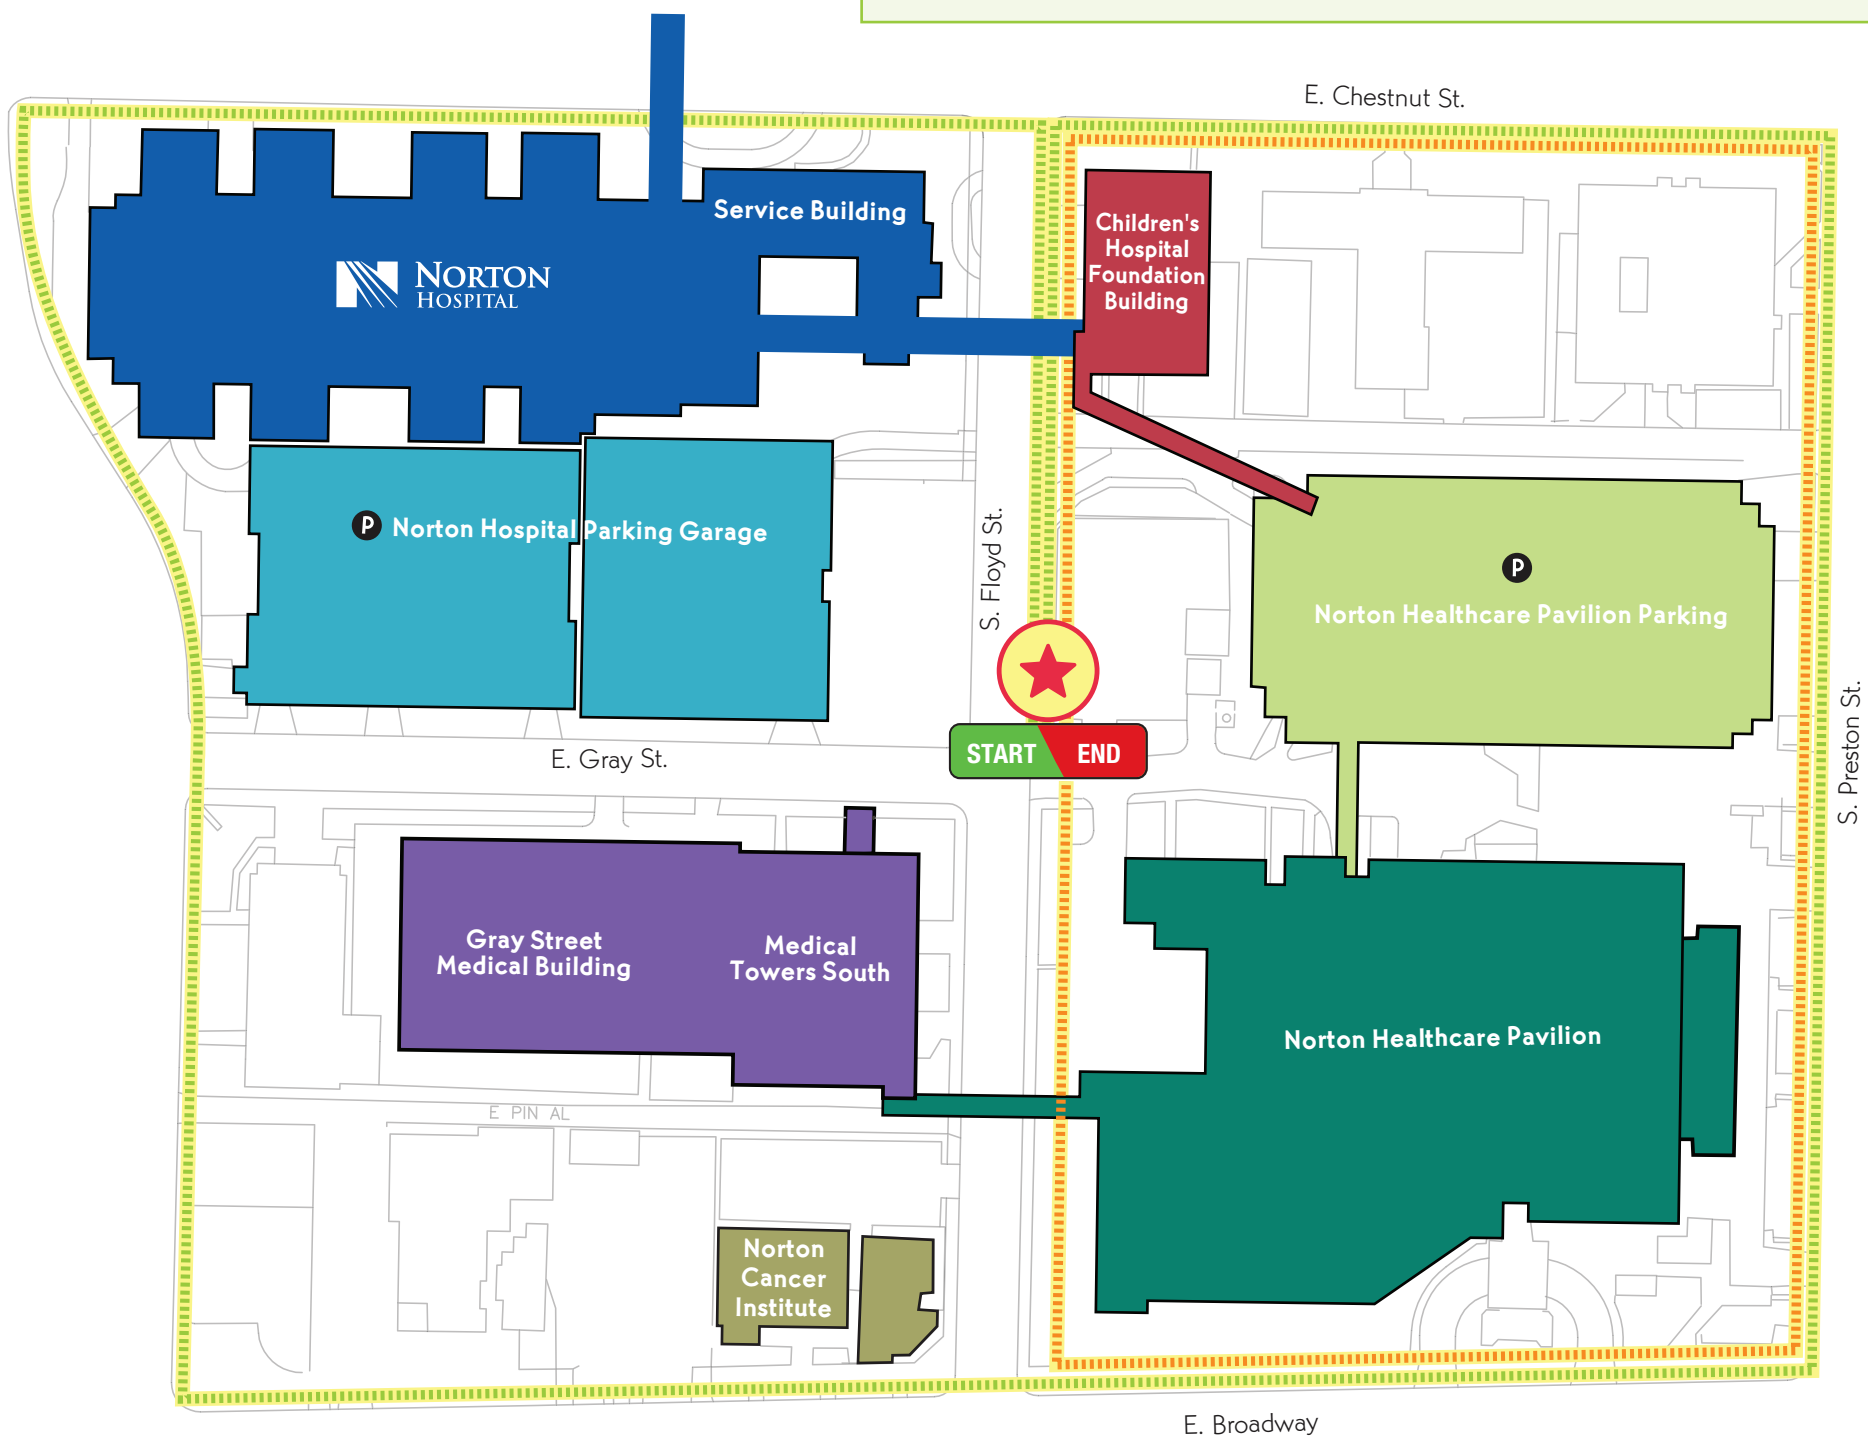 E. Chestnut St.
Service Building
Children's
Hospital
Foundation
Building
NORTON
HOSPITAL
P Norton Hospital Parking Garage
S. Floyd St.
P
Norton Healthcare Pavilion Parking
S. Preston St.
START END
E. Gray St.
Gray Street
Medical Building
Medical
Towers South
Norton Healthcare Pavilion
E PIN AL
Norton
Cancer
Institute
E. Broadway